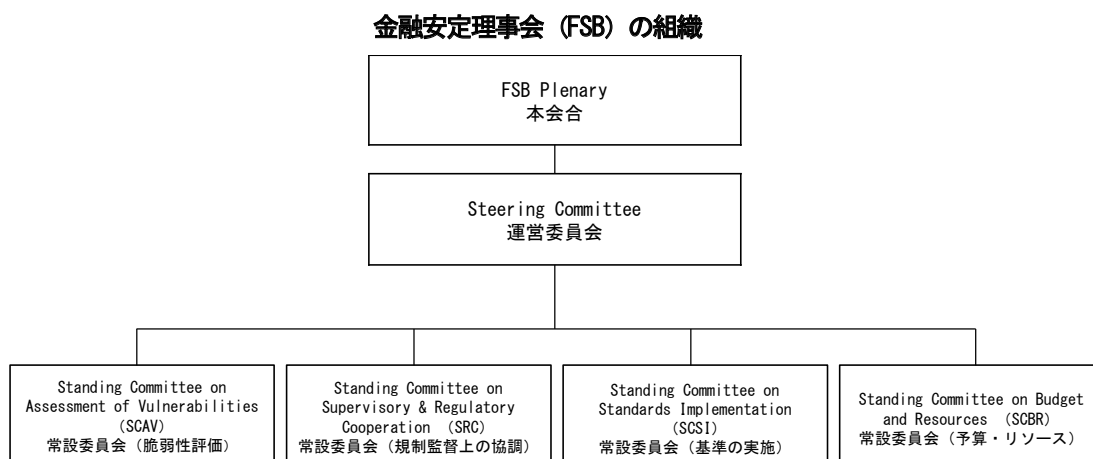 金融安定理事会（FSB）の組織
FSB Plenary
本会合
Steering Committee
運営委員会
Standing Committee on
Assessment of Vulnerabilities
（SCAV）
常設委員会（脆弱性評価）
Standing Committee on
Supervisory & Regulatory
Cooperation （SRC）
常設委員会（規制監督上の協調）
Standing Committee on
Standards Implementation
（SCSI）
常設委員会（基準の実施）
Standing Committee on Budget
and Resources （SCBR）
常設委員会（予算・リソース）